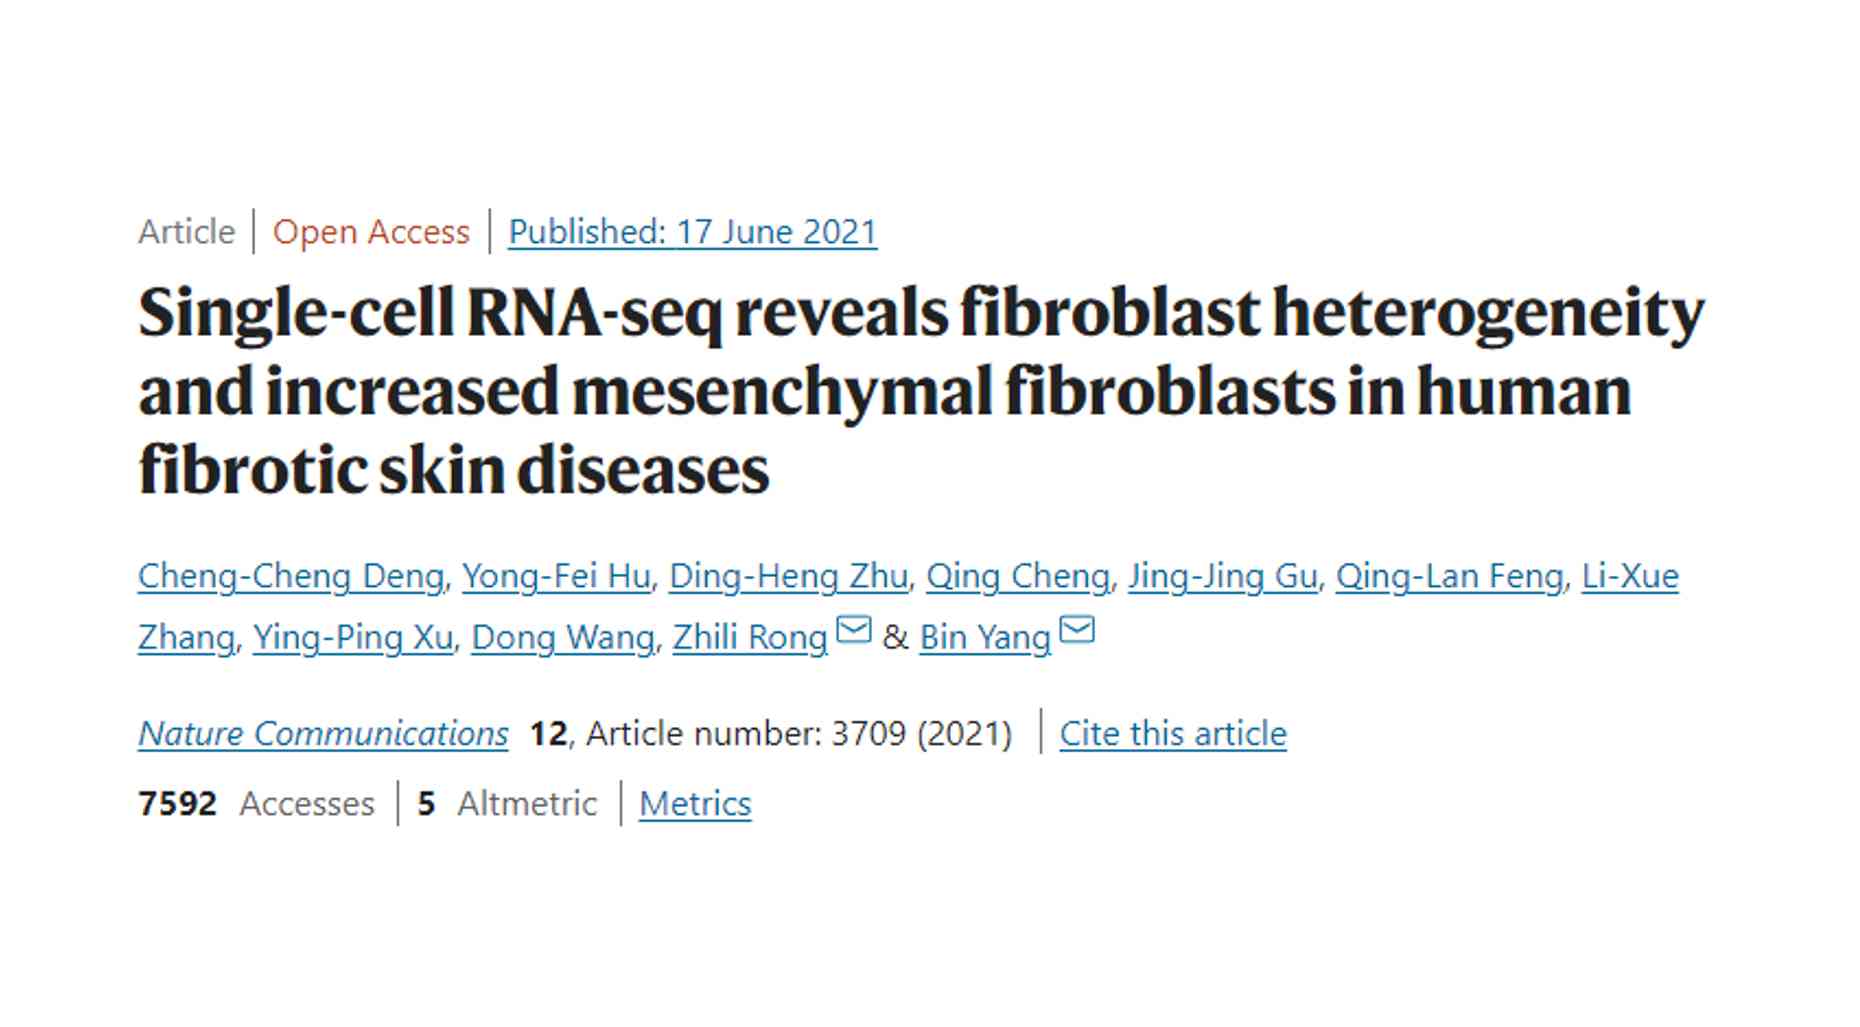 Article | Open Access | Published: 17 June 2021
Single-cell RNA-seq reveals fibroblast heterogeneity
and increased mesenchymal fibroblasts in human
fibrotic skin diseases
Cheng-Cheng Deng, Yong-Fei Hu, Ding-Heng Zhu, Qing Cheng, Jing-Jing Gu, Qing-Lan Feng, Li-Xue
Zhang, Ying-Ping Xu, Dong Wang, Zhili Rong & Bin Yang
Nature Communications 12, Article number: 3709 (2021) | Cite this article
7592 Accesses | 5 Altmetric | Metrics